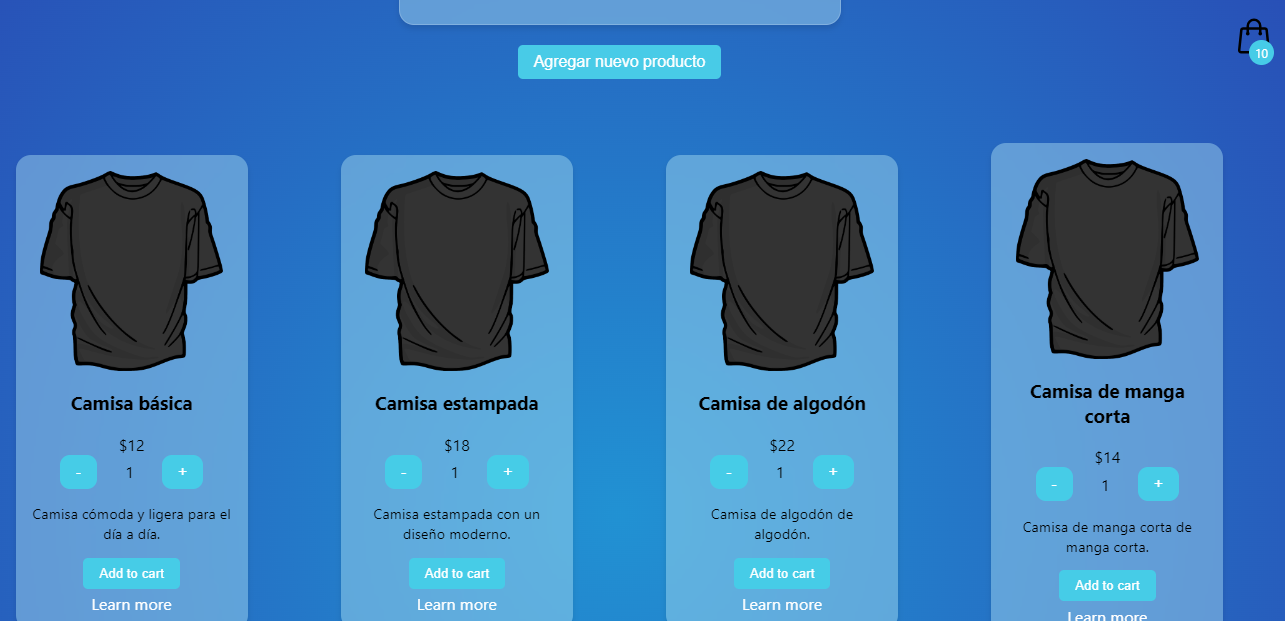 Agregar nuevo producto
10
Camisa básica
$12
- 1 +
Camisa cómoda y ligera para el
día a día.
Add to cart
Learn more
Camisa estampada
$18
- 1 +
Camisa estampada con un
diseño moderno.
Add to cart
Learn more
Camisa de algodón
$22
- 1 +
Camisa de algodón de
algodón.
Add to cart
Learn more
Camisa de manga
corta
$14
- 1 +
Camisa de manga corta de
manga corta.
Add to cart
Learn more